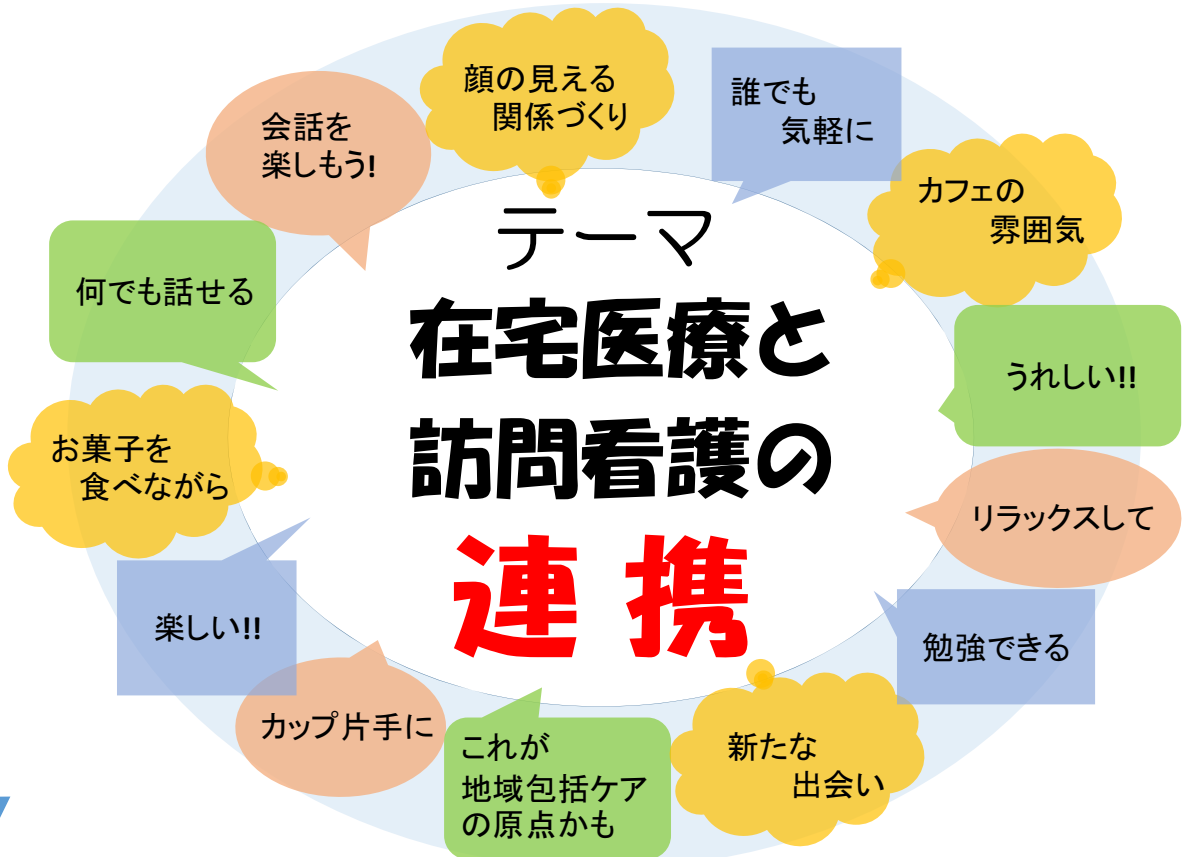 顔の見える
関係づくり
誰でも
気軽に
会話を
楽しもう!
カフェの
雰囲気
テーマ
在宅医療と
訪問看護の
連携
何でも話せる
うれしい!!
お菓子を
食べながら
リラックスして
楽しい!!
勉強できる
カップ片手に
これが
地域包括ケア
の原点かも
新たな
出会い